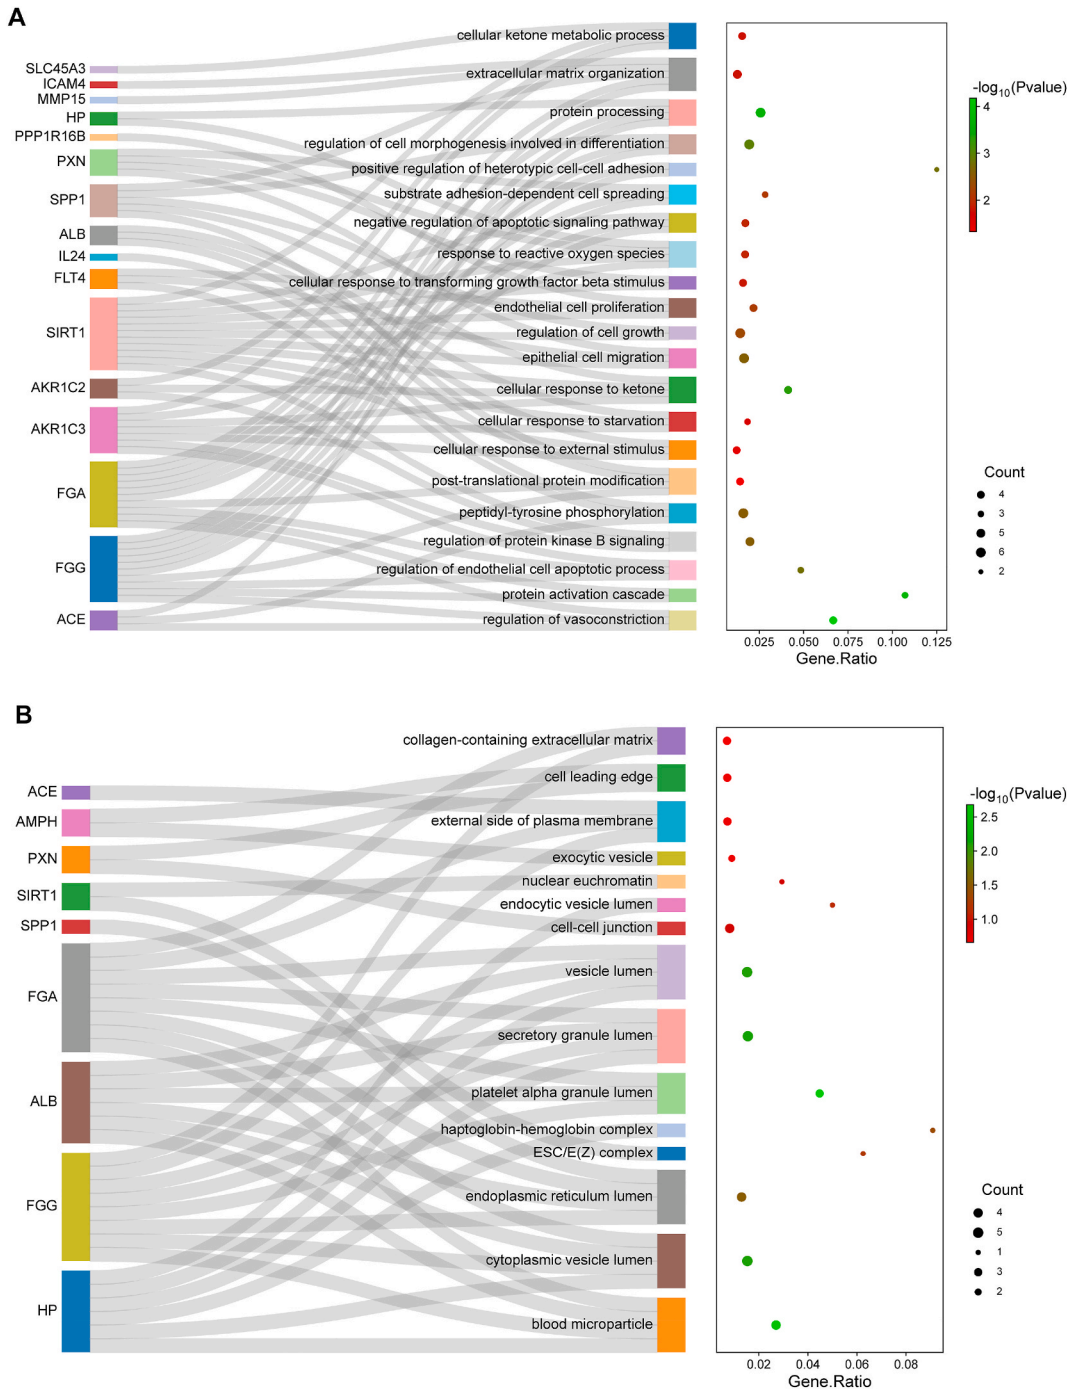 A
SLC45A3
ICAM4
MMP15
HP
PPP1R16B
PXN
SPP1
ALB
IL24
FLT4
SIRT1
AKR1C2
AKR1C3
FGA
FGG
ACE
cellular ketone metabolic process
extracellular matrix organization
protein processing
regulation of cell morphogenesis involved in differentiation
positive regulation of heterotypic cell-cell adhesion
substrate adhesion-dependent cell spreading
negative regulation of apoptotic signaling pathway
response to reactive oxygen species
cellular response to transforming growth factor beta stimulus
endothelial cell proliferation
regulation of cell growth
epithelial cell migration
cellular response to ketone
cellular response to starvation
cellular response to external stimulus
post-translational protein modification
peptidyl-tyrosine phosphorylation
regulation of protein kinase B signaling
regulation of endothelial cell apoptotic process
protein activation cascade
regulation of vasoconstriction
0.025 0.050 0.075 0.100 0.125
Gene.Ratio
-log10(Pvalue)
4
3
2
Count
4
3
5
6
2
B
ACE
AMPH
PXN
SIRT1
SPP1
FGA
ALB
FGG
HP
collagen-containing extracellular matrix
cell leading edge
external side of plasma membrane
exocytic vesicle
nuclear euchromatin
endocytic vesicle lumen
cell-cell junction
vesicle lumen
secretory granule lumen
platelet alpha granule lumen
haptoglobin-hemoglobin complex
ESC/E(Z) complex
endoplasmic reticulum lumen
cytoplasmic vesicle lumen
blood microparticle
0.02 0.04 0.06 0.08
Gene.Ratio
-log10(Pvalue)
2.5
2.0
1.5
1.0
Count
4
5
1
3
2